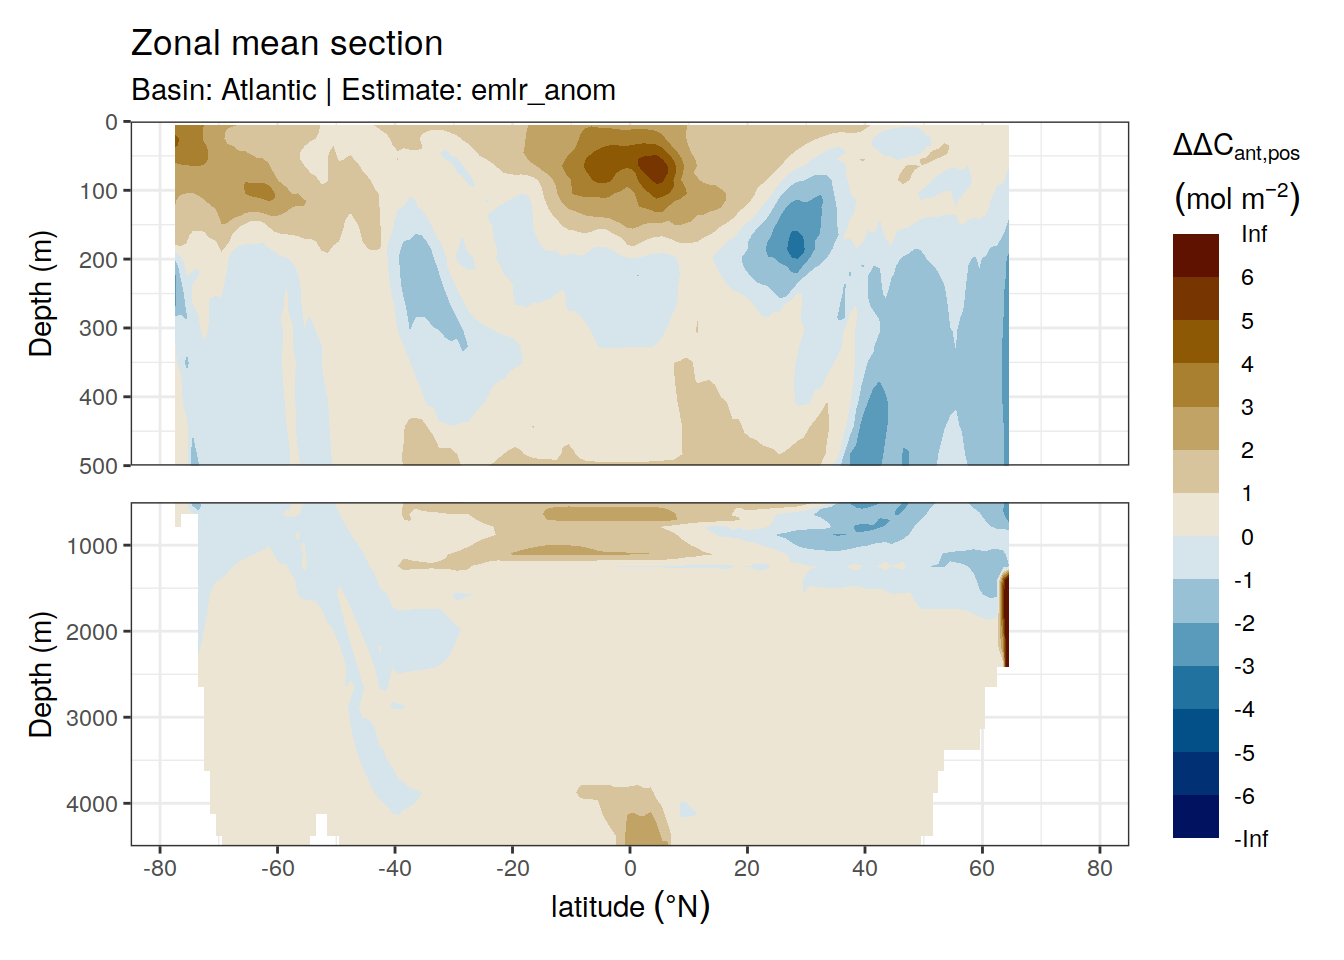 Zonal mean section
Basin: Atlantic | Estimate: emlr_anom
0
100
200
300
400
500
Depth (m)
1000
2000
3000
4000
Depth (m)
-80 -60 -40 -20 0 20 40 60 80
latitude (°N)
ΔΔCant,pos
(mol m−2)
Inf
6
5
4
3
2
1
0
-1
-2
-3
-4
-5
-6
-Inf